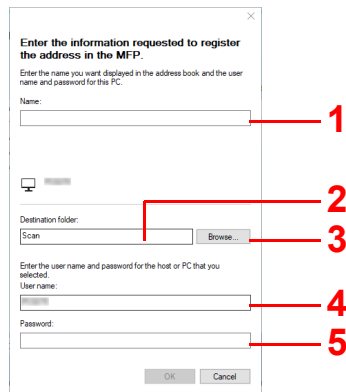 Enter the information requested to register
the address in the MFP.
Enter the name you want displayed in the address book and the user
name and password for this PC.
Name:
1
2
Destination folder:
Scan
Browse...
3
Enter the user name and password for the host or PC that you
selected.
User name:
4
Password:
5
OK
Cancel